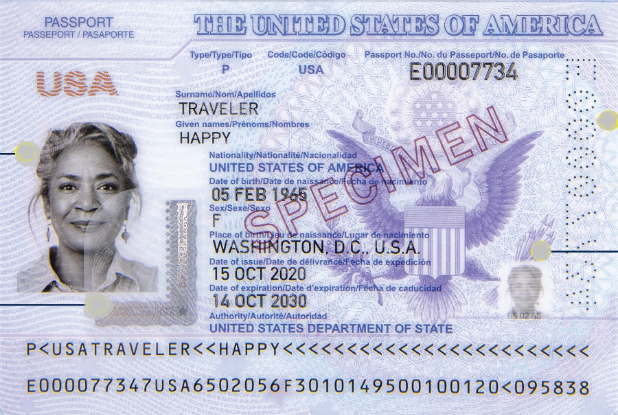 PASSPORT
PASSEPORT / PASAPORTE
THE UNITED STATES OF AMERICA
Type/Type/Tipo Code/Code/Código Passport No./No. du Passeport/No. de Pasaporte
P USA E00007734
USA
Surname/Nom/Apellidos
TRAVELER
Given names/Prénoms/Nombres
HAPPY
Nationality/Nationalité/Nacionalidad
UNITED STATES OF AMERICA
Date of birth/Date de naissance/Fecha de nacimiento
05 FEB 1965
Sex/Sexe/Sexo
F
Place of birth/Lieu de naissance/Lugar de nacimiento
WASHINGTON, D.C., U.S.A.
Date of issue/Date de délivrance/Fecha de expedición
15 OCT 2020
Date of expiration/Date d'expiration/Fecha de caducidad
14 OCT 2030
Authority/Autorité/Autoridad
UNITED STATES DEPARTMENT OF STATE
SPECIMEN
P<USATRAVELER<<HAPPY<<<<<<<<<<<<<<<<<<<<<<<<
E000077347USA6502056F3010149500100120<095838